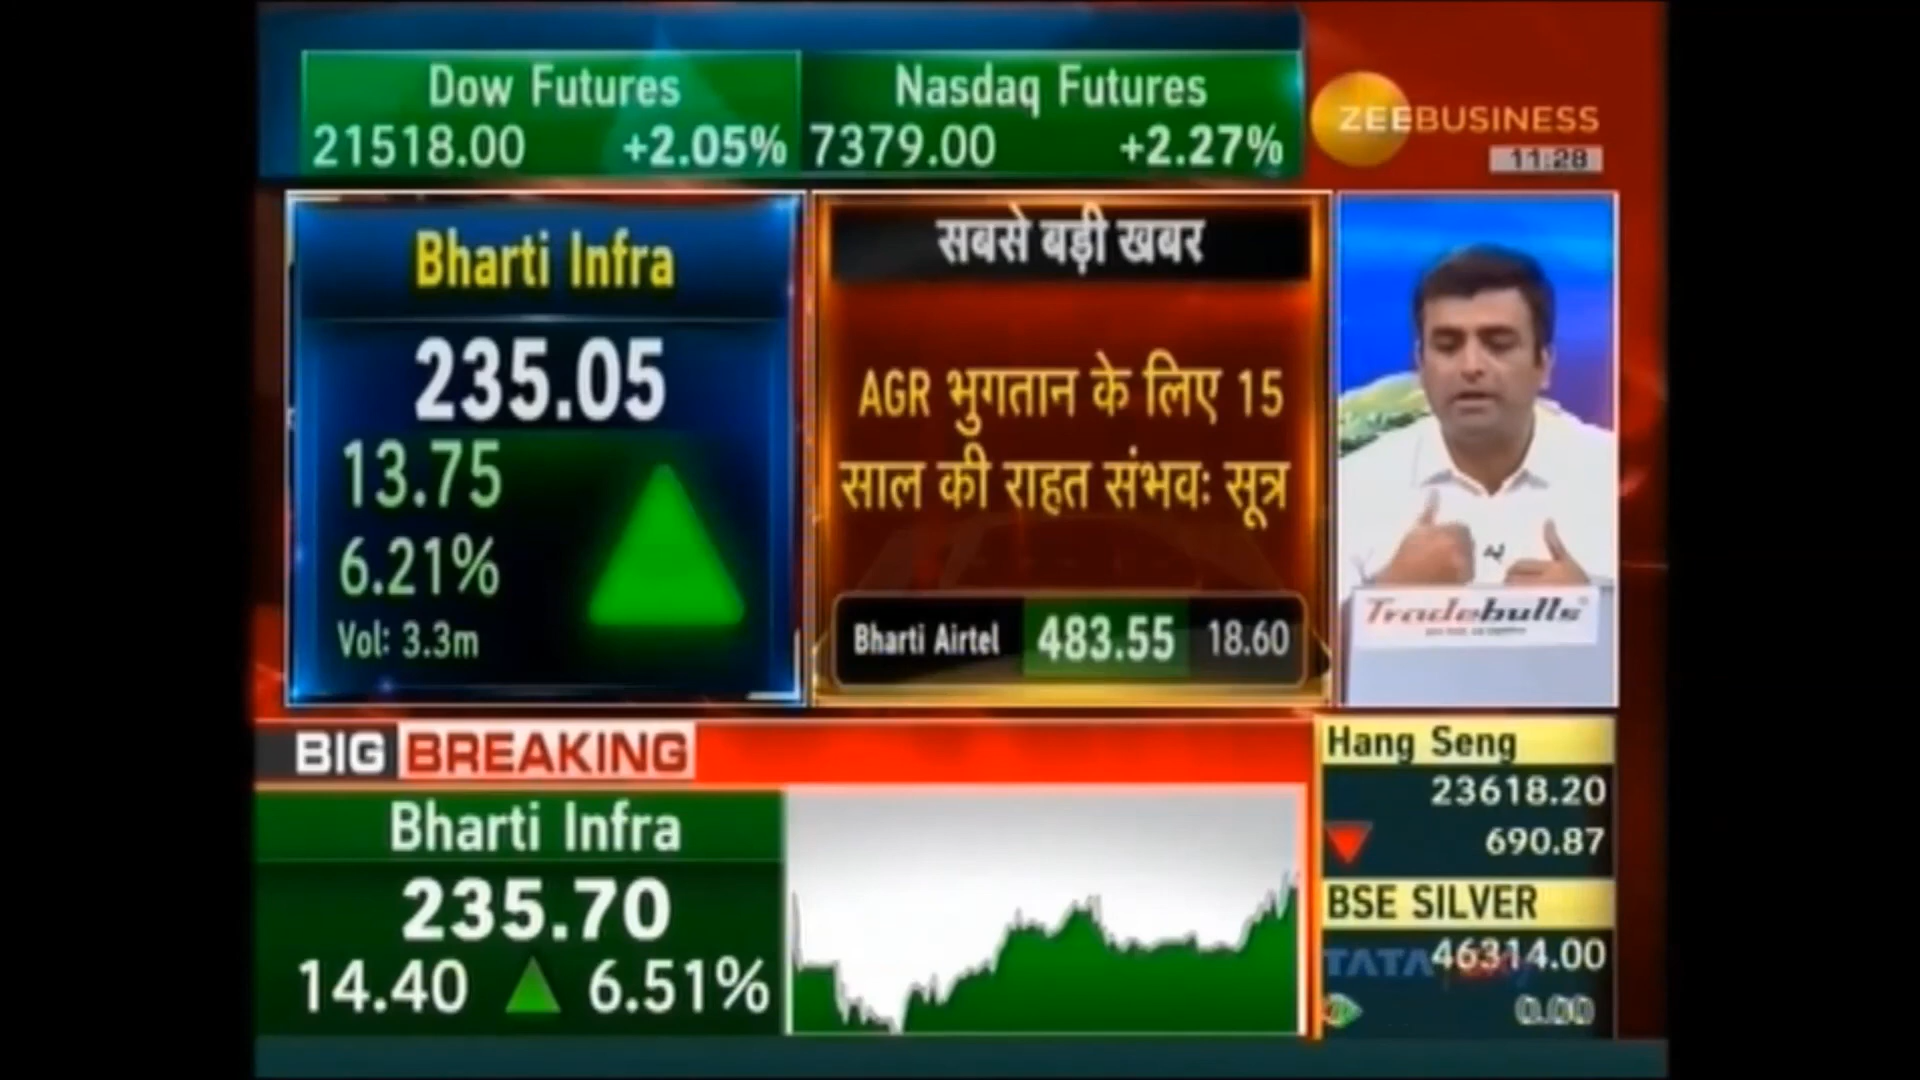 Dow Futures
21518.00 +2.05%
Nasdaq Futures
7379.00 +2.27%
ZEEBUSINESS
11:28
Bharti Infra
235.05
13.75
6.21%
Vol: 3.3m
सबसे बड़ी खबर
AGR भुगतान के लिए 15
साल की राहत संभवः सूत्र
Bharti Airtel 483.55 18.60
Tradebulls
BIG BREAKING
Bharti Infra
235.70
14.40 6.51%
Hang Seng
23618.20
690.87
BSE SILVER
46314.00
TATA
0.00